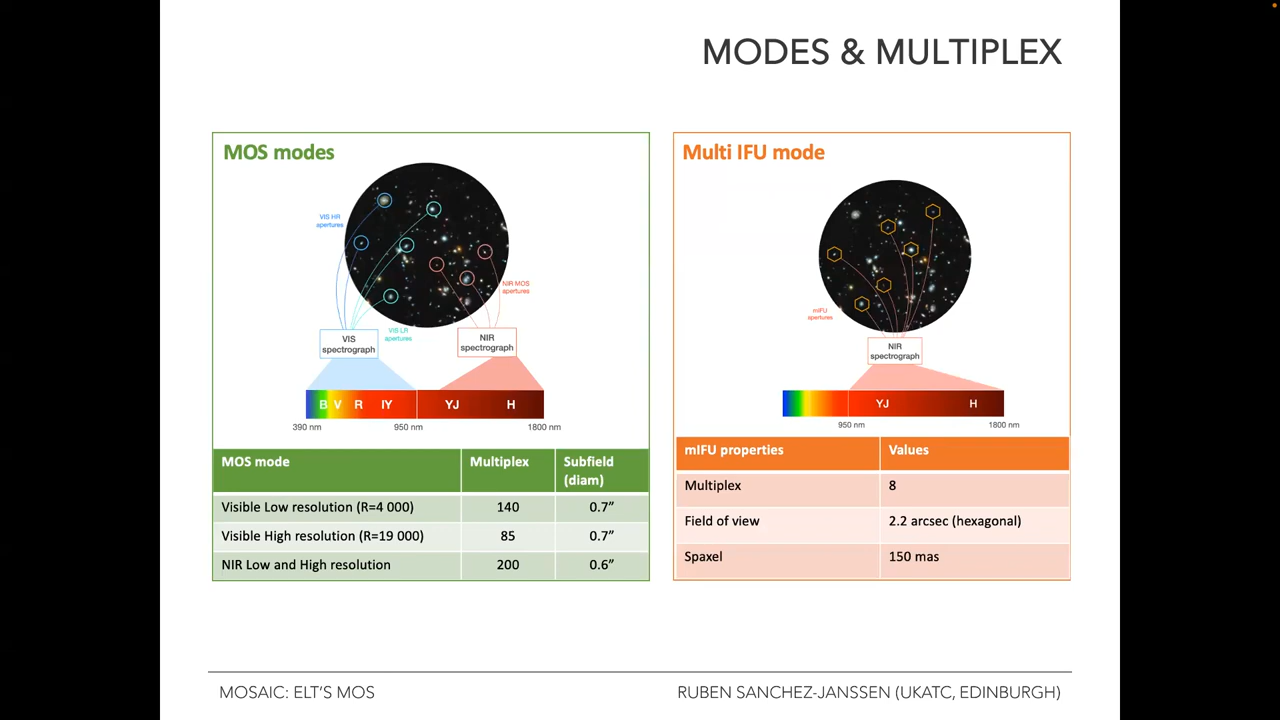 MODES & MULTIPLEX
MOS modes
VIS HR
apertures
NIR MOS
apertures
VIS LR
apertures
VIS
spectrograph
NIR
spectrograph
B V R IY YJ H
390 nm 950 nm 1800 nm
MOS mode Multiplex Subfield
(diam)
Visible Low resolution (R=4 000) 140 0.7”
Visible High resolution (R=19 000) 85 0.7”
NIR Low and High resolution 200 0.6”
Multi IFU mode
mIFU
apertures
NIR
spectrograph
YJ H
950 nm 1800 nm
mIFU properties Values
Multiplex 8
Field of view 2.2 arcsec (hexagonal)
Spaxel 150 mas
MOSAIC: ELT’S MOS RUBEN SANCHEZ-JANSSEN (UKATC, EDINBURGH)